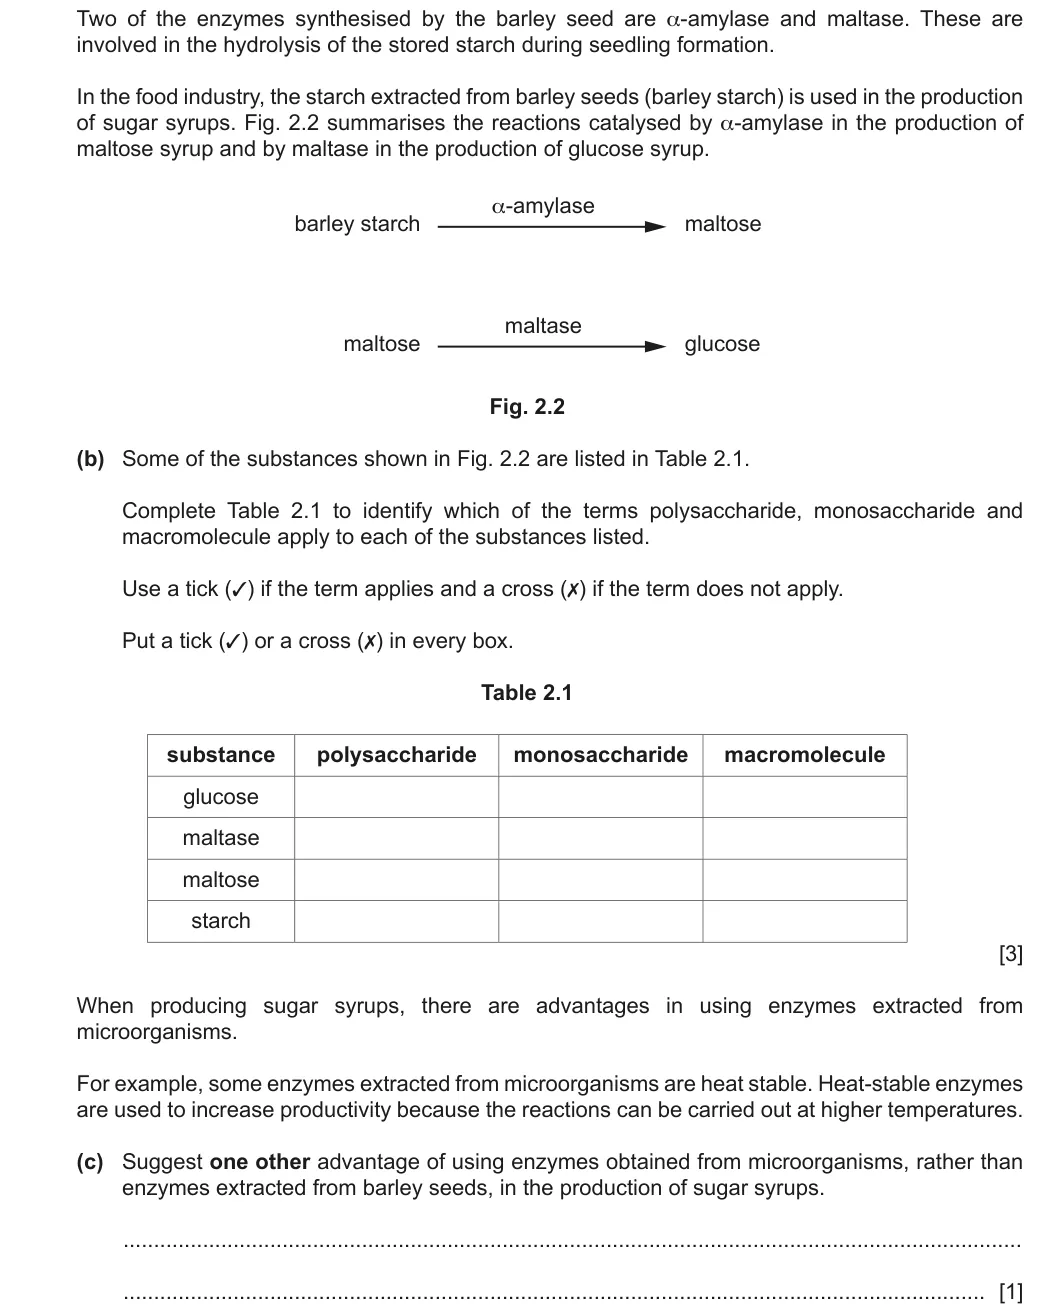 Two of the enzymes synthesised by the barley seed are α-amylase and maltase. These are
involved in the hydrolysis of the stored starch during seedling formation.
In the food industry, the starch extracted from barley seeds (barley starch) is used in the production
of sugar syrups. Fig. 2.2 summarises the reactions catalysed by α-amylase in the production of
maltose syrup and by maltase in the production of glucose syrup.
α-amylase
barley starch maltose
maltase
maltose glucose
Fig. 2.2
(b) Some of the substances shown in Fig. 2.2 are listed in Table 2.1.
Complete Table 2.1 to identify which of the terms polysaccharide, monosaccharide and
macromolecule apply to each of the substances listed.
Use a tick (✓) if the term applies and a cross (✗) if the term does not apply.
Put a tick (✓) or a cross (✗) in every box.
Table 2.1
substance polysaccharide monosaccharide macromolecule
glucose
maltase
maltose
starch
[3]
When producing sugar syrups, there are advantages in using enzymes extracted from
microorganisms.
For example, some enzymes extracted from microorganisms are heat stable. Heat-stable enzymes
are used to increase productivity because the reactions can be carried out at higher temperatures.
(c) Suggest one other advantage of using enzymes obtained from microorganisms, rather than
enzymes extracted from barley seeds, in the production of sugar syrups.
[1]